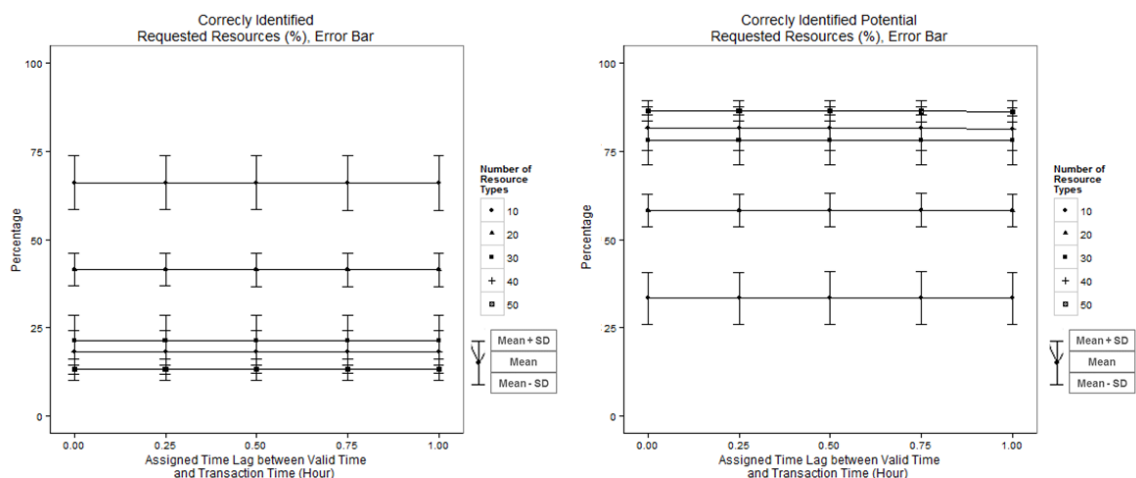 Correcly Identified
Requested Resources (%), Error Bar
100
75
50
25
0
Percentage
0.00 0.25 0.50 0.75 1.00
Assigned Time Lag between Valid Time
and Transaction Time (Hour)
Number of
Resource
Types
10
20
30
40
50
Mean + SD
Mean
Mean - SD
Correcly Identified Potential
Requested Resources (%), Error Bar
100
75
50
25
0
Percentage
0.00 0.25 0.50 0.75 1.00
Assigned Time Lag between Valid Time
and Transaction Time (Hour)
Number of
Resource
Types
10
20
30
40
50
Mean + SD
Mean
Mean - SD